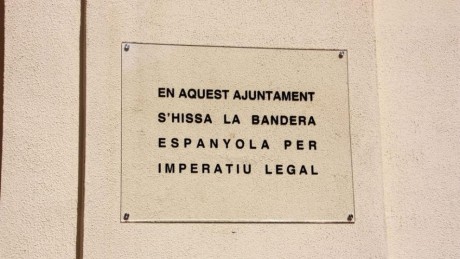 EN AQUEST AJUNTAMENT
S'HISSA LA BANDERA
ESPANYOLA PER
IMPERATIU LEGAL